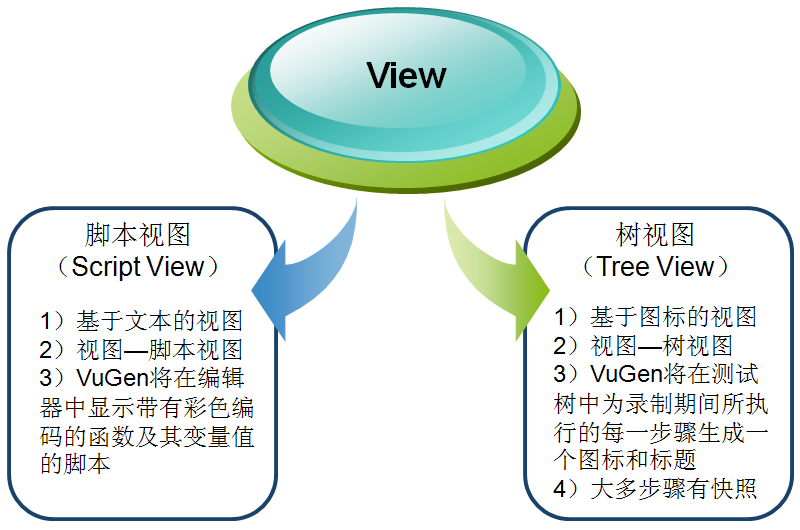 View
脚本视图
（Script View）
1）基于文本的视图
2）视图—脚本视图
3）VuGen将在编辑
器中显示带有彩色编
码的函数及其变量值
的脚本
树视图
（Tree View）
1）基于图标的视图
2）视图—树视图
3）VuGen将在测试
树中为录制期间所执
行的每一步骤生成一
个图标和标题
4）大多步骤有快照